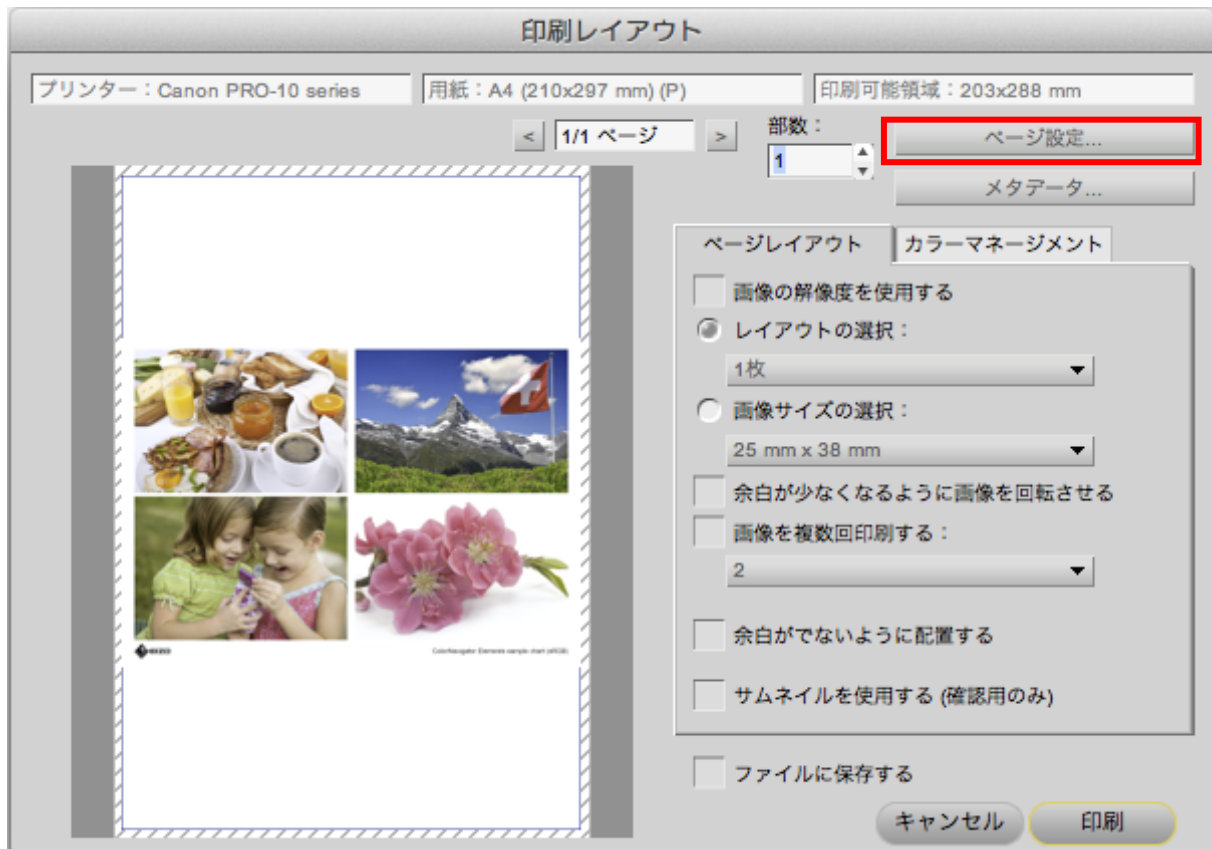 印刷レイアウト
プリンター：Canon PRO-10 series
用紙：A4 (210x297 mm) (P)
印刷可能領域：203x288 mm
< 1/1 ページ >
部数：
1
ページ設定...
メタデータ...
ページレイアウト
カラーマネージメント
画像の解像度を使用する
レイアウトの選択：
1枚
画像サイズの選択：
25 mm x 38 mm
余白が少なくなるように画像を回転させる
画像を複数回印刷する：
2
余白がでないように配置する
サムネイルを使用する (確認用のみ)
ファイルに保存する
キャンセル
印刷
EIZO
ColorNavigator Elements sample chart (sRGB)